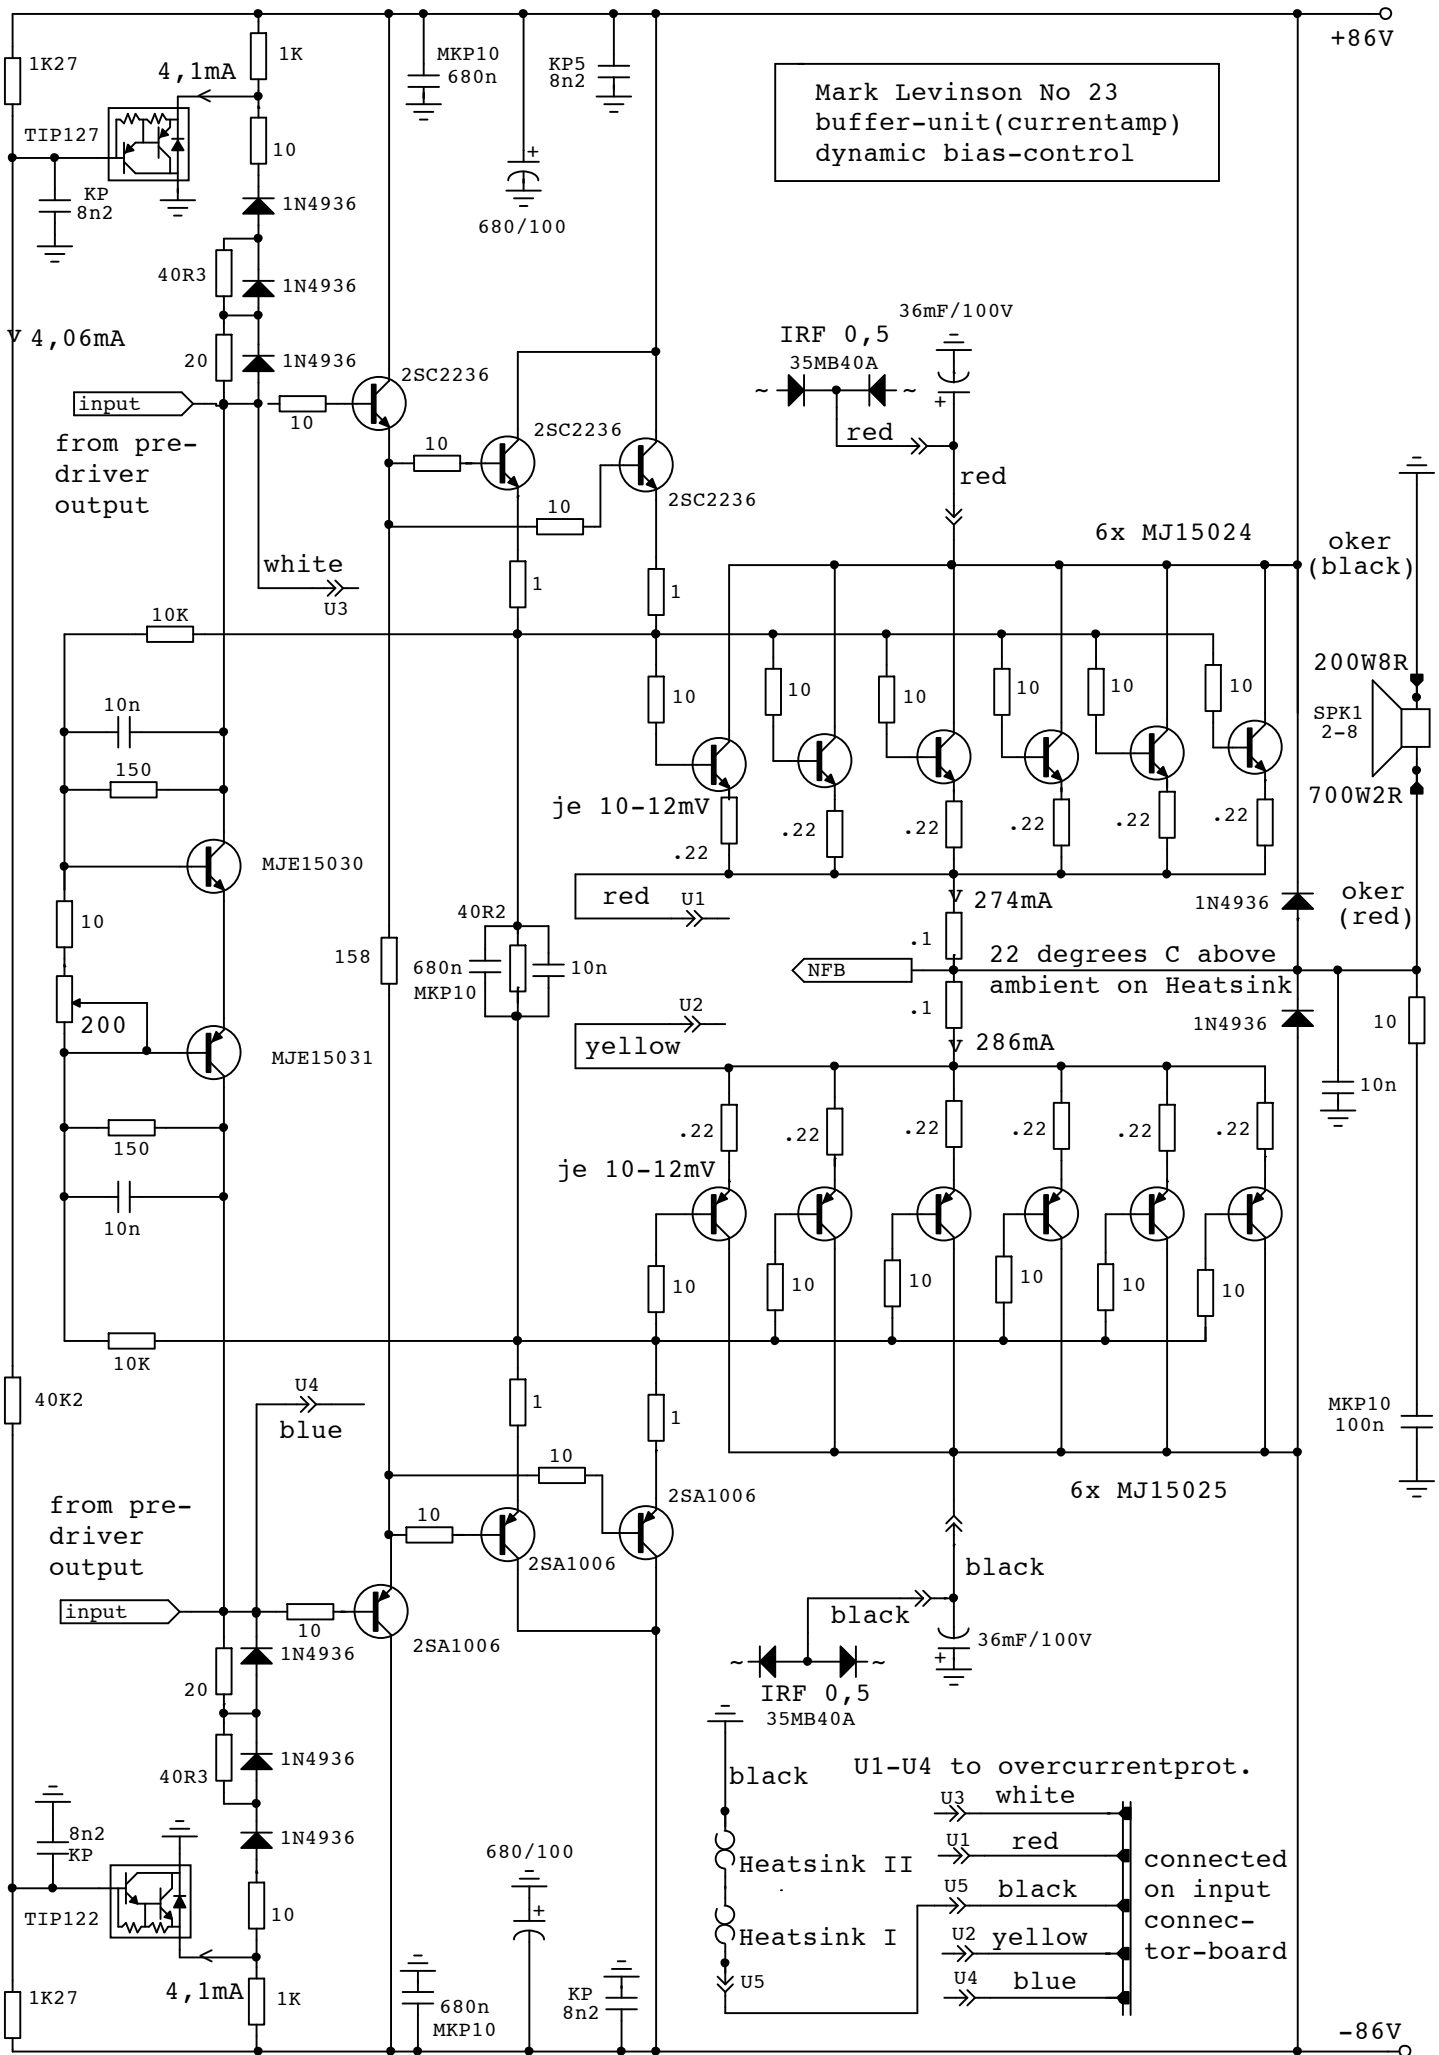 +86V
1K27
1K
4,1mA
MKP10
680n
KP5
8n2
Mark Levinson No 23
buffer-unit(currentamp)
dynamic bias-control
TIP127
10
KP
8n2
1N4936
+
680/100
40R3
1N4936
v 4,06mA
20
1N4936
IRF 0,5
35MB40A
36mF/100V
~
~
+
red
red
input
10
2SC2236
from pre-
driver
output
10
2SC2236
10
2SC2236
6x MJ15024
oker
(black)
white
U3
1
1
10K
200W8R
SPK1
2-8
700W2R
10
10
10
10
10
10
10n
150
je 10-12mV
.22
.22
.22
.22
.22
.22
MJE15030
red
U1
v 274mA
1N4936
oker
(red)
10
158
40R2
680n
MKP10
10n
.1
NFB
22 degrees C above
ambient on Heatsink
200
U2
yellow
.1
v 286mA
1N4936
10
MJE15031
10n
150
.22
.22
.22
.22
.22
.22
je 10-12mV
10n
10
10
10
10
10
10
10K
40K2
U4
blue
1
1
MKP10
100n
10
6x MJ15025
from pre-
driver
output
10
2SA1006
2SA1006
black
input
10
2SA1006
black
36mF/100V
+
1N4936
20
~
~
IRF 0,5
35MB40A
40R3
1N4936
black
U1-U4 to overcurrentprot.
U3
white
8n2
KP
1N4936
680/100
+
Heatsink II
U1
red
connected
on input
connec-
tor-board
U5
black
TIP122
10
Heatsink I
U2
yellow
4,1mA
U5
U4
blue
1K27
1K
680n
MKP10
KP
8n2
-86V